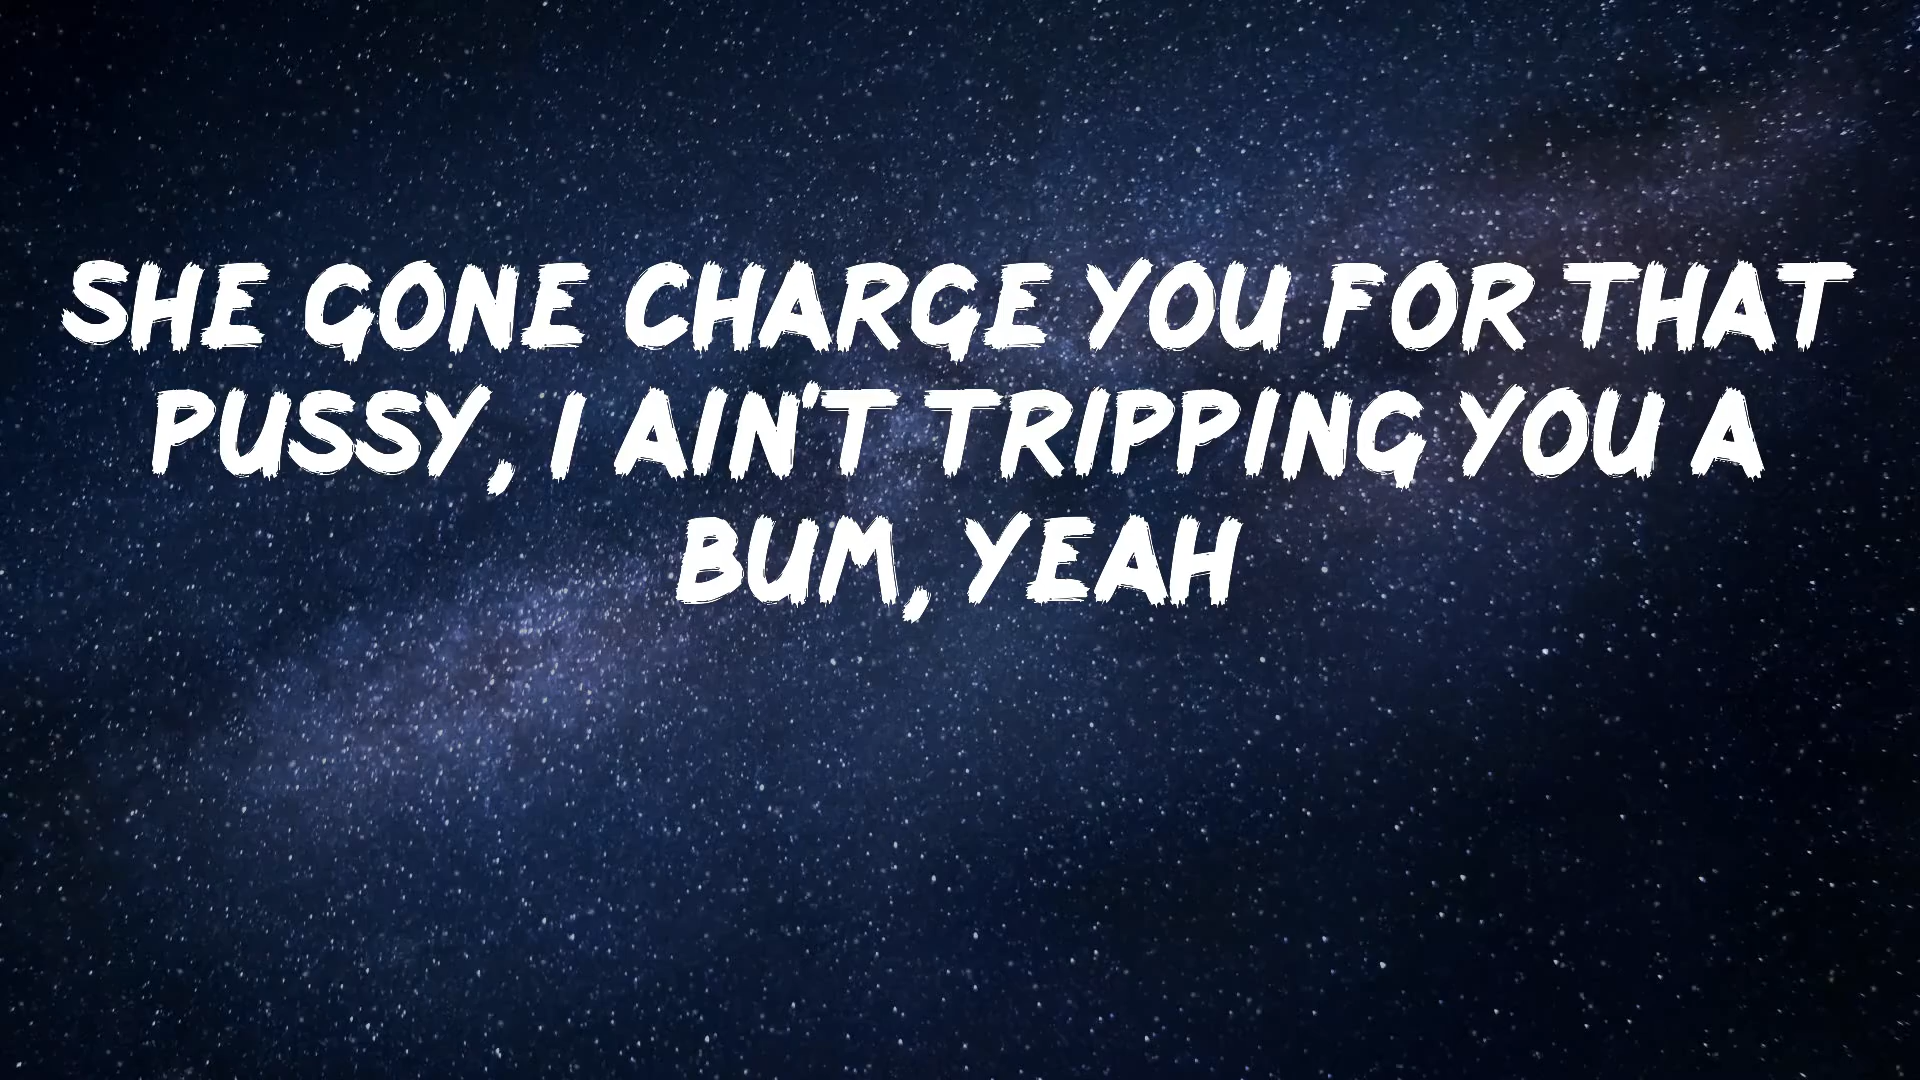 SHE GONE CHARGE YOU FOR THAT
PUSSY, I AIN'T TRIPPING YOU A
BUM, YEAH